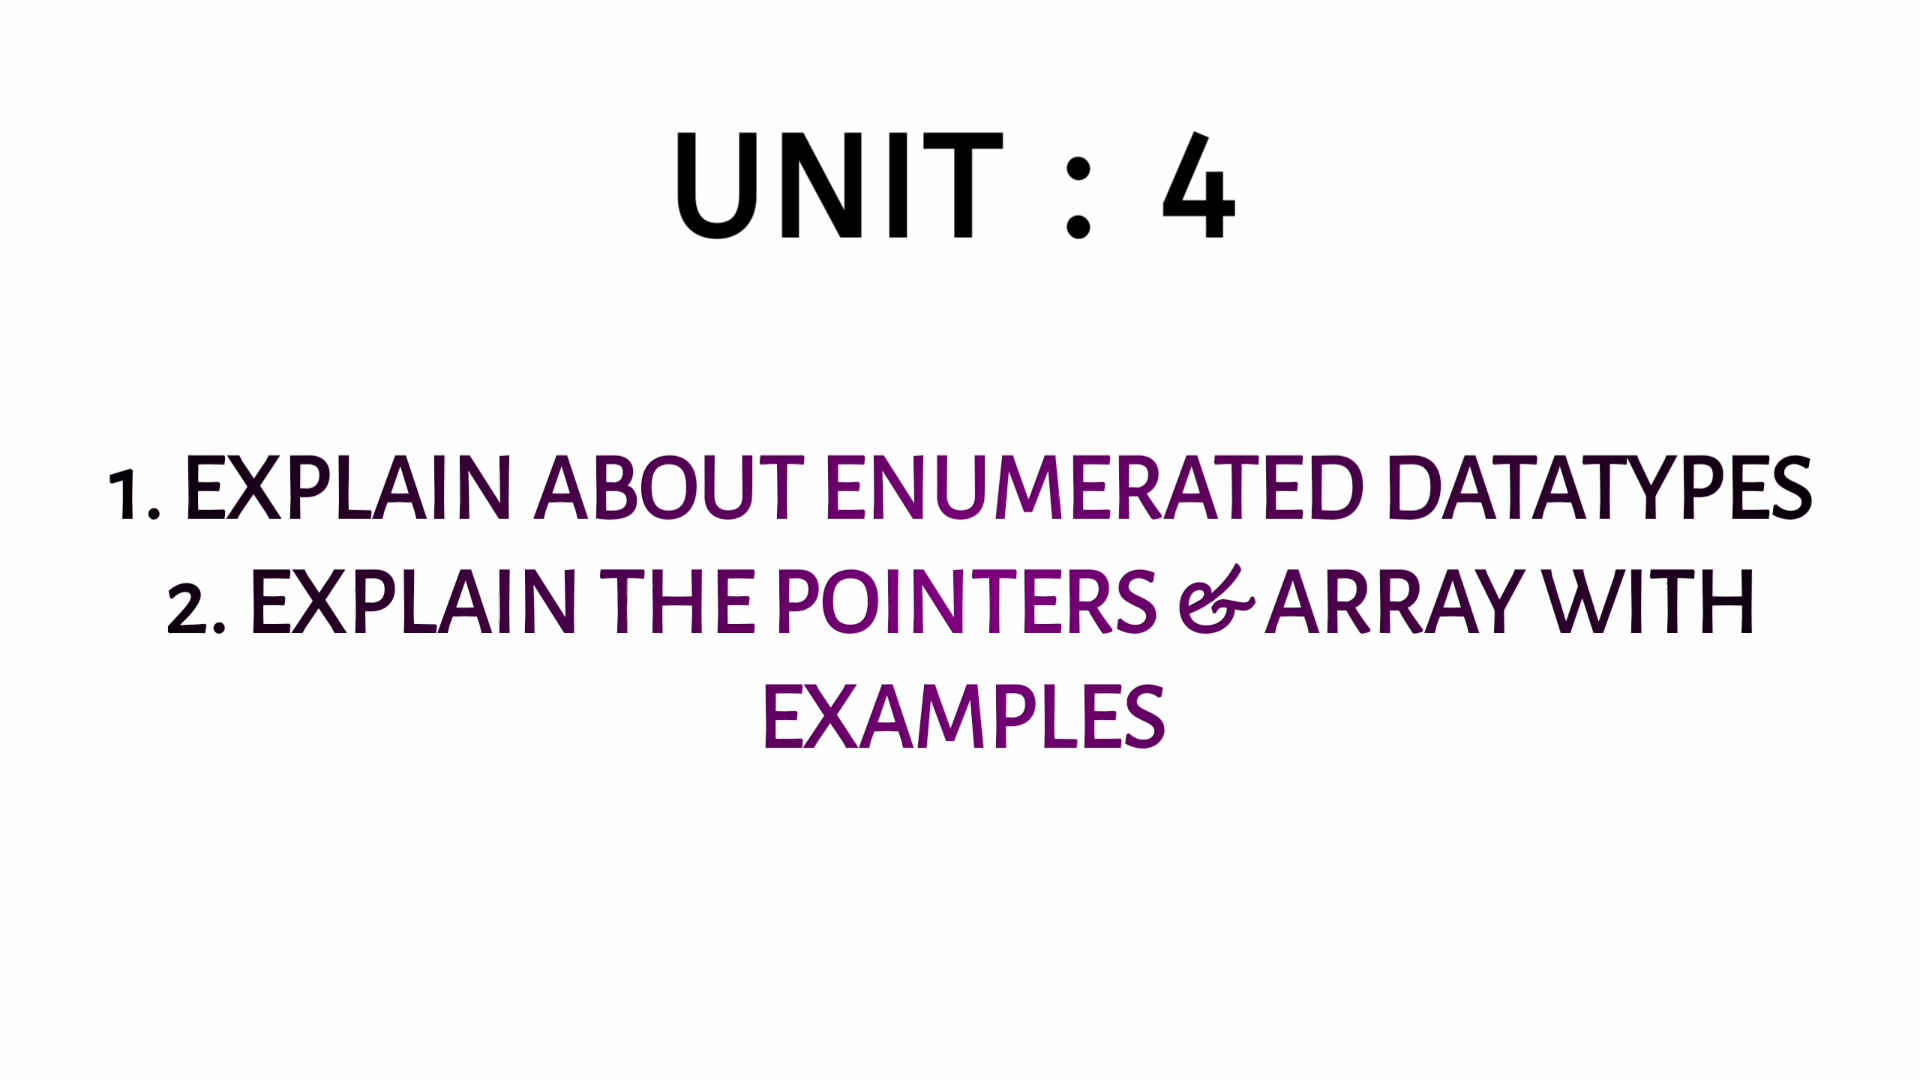 UNIT : 4
1. EXPLAIN ABOUT ENUMERATED DATATYPES
2. EXPLAIN THE POINTERS & ARRAY WITH
EXAMPLES